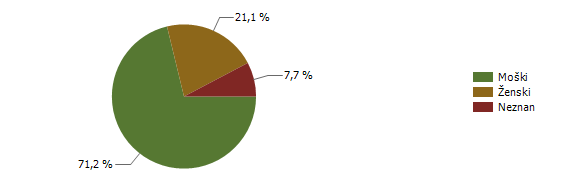 21,1 %
7,7 %
71,2 %
Moški
Ženski
Neznan